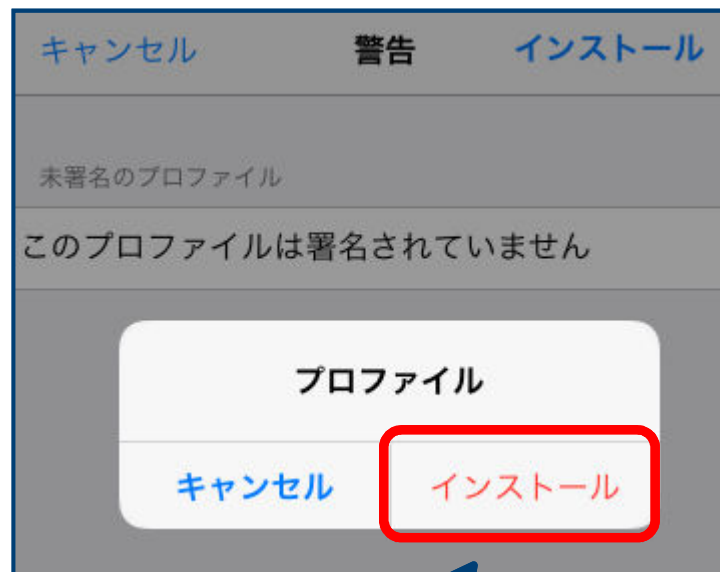 キャンセル 警告 インストール
未署名のプロファイル
このプロファイルは署名されていません
プロファイル
キャンセル インストール